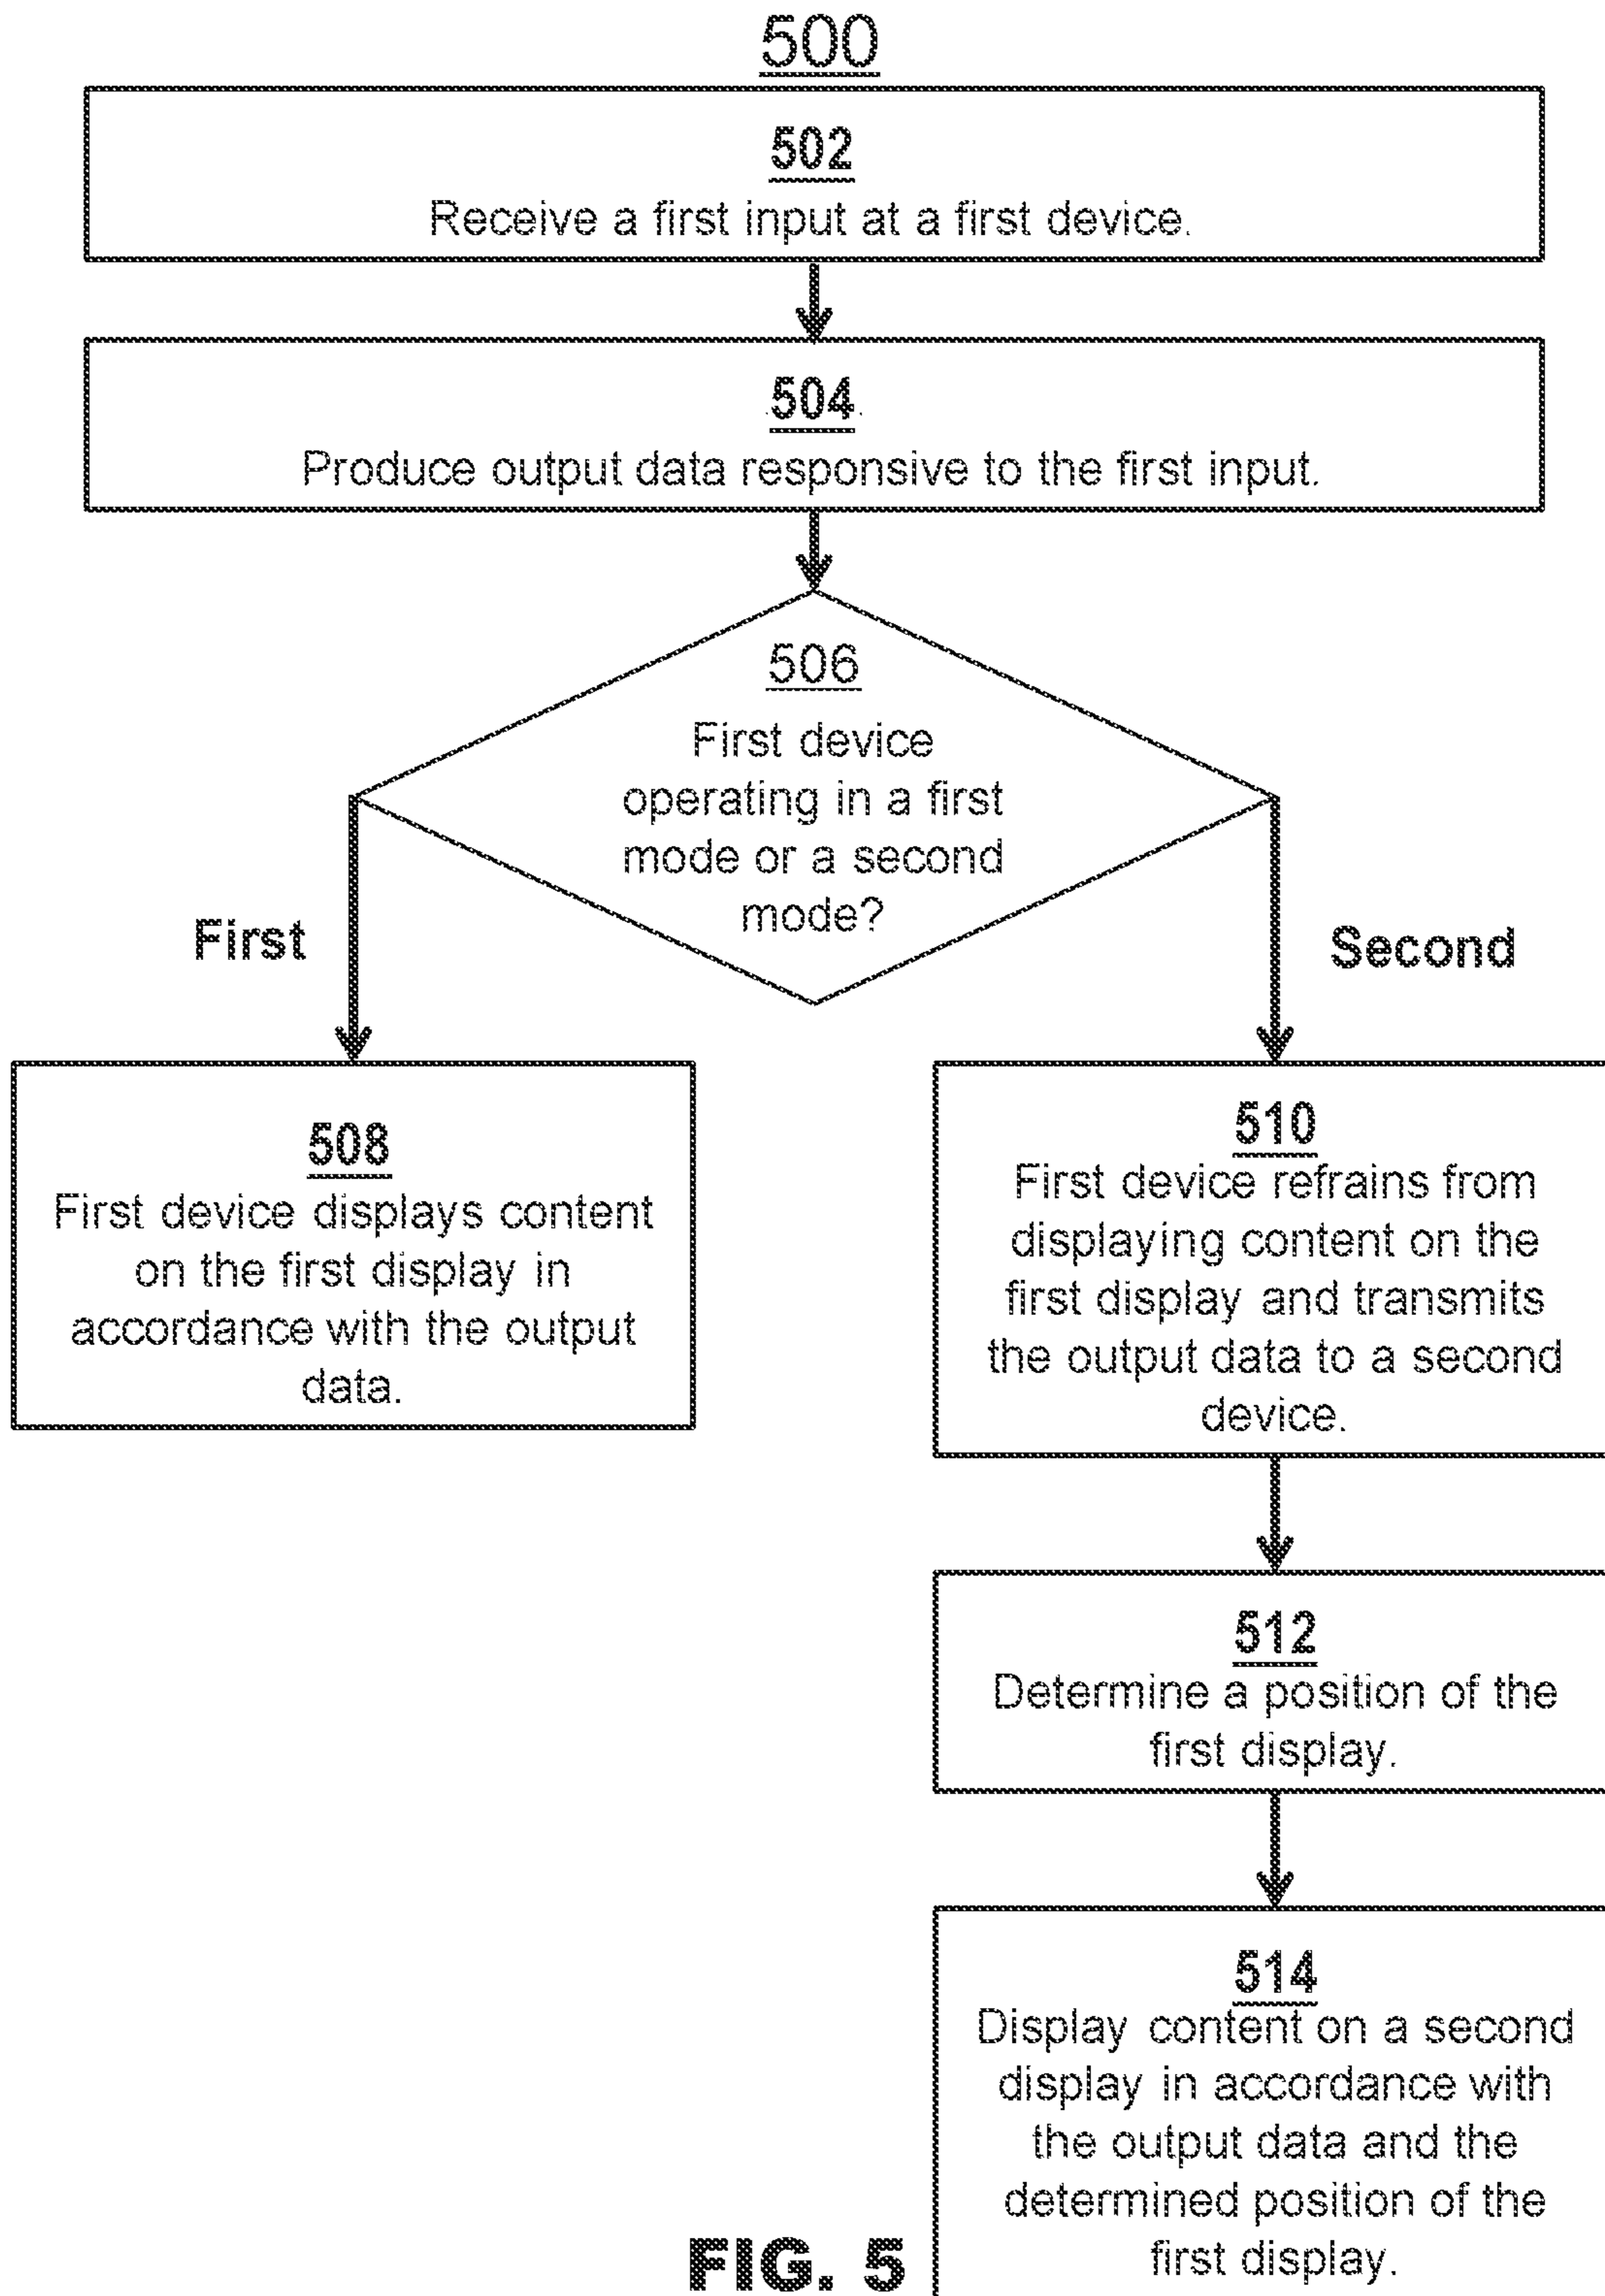 500
502
Receive a first input at a first device.
504
Produce output data responsive to the first input.
506
First device
operating in a first
mode or a second
mode?
First
Second
508
First device displays content
on the first display in
accordance with the output
data.
510
First device refrains from
displaying content on the
first display and transmits
the output data to a second
device.
512
Determine a position of the
first display.
514
Display content on a second
display in accordance with
the output data and the
determined position of the
first display.
FIG. 5